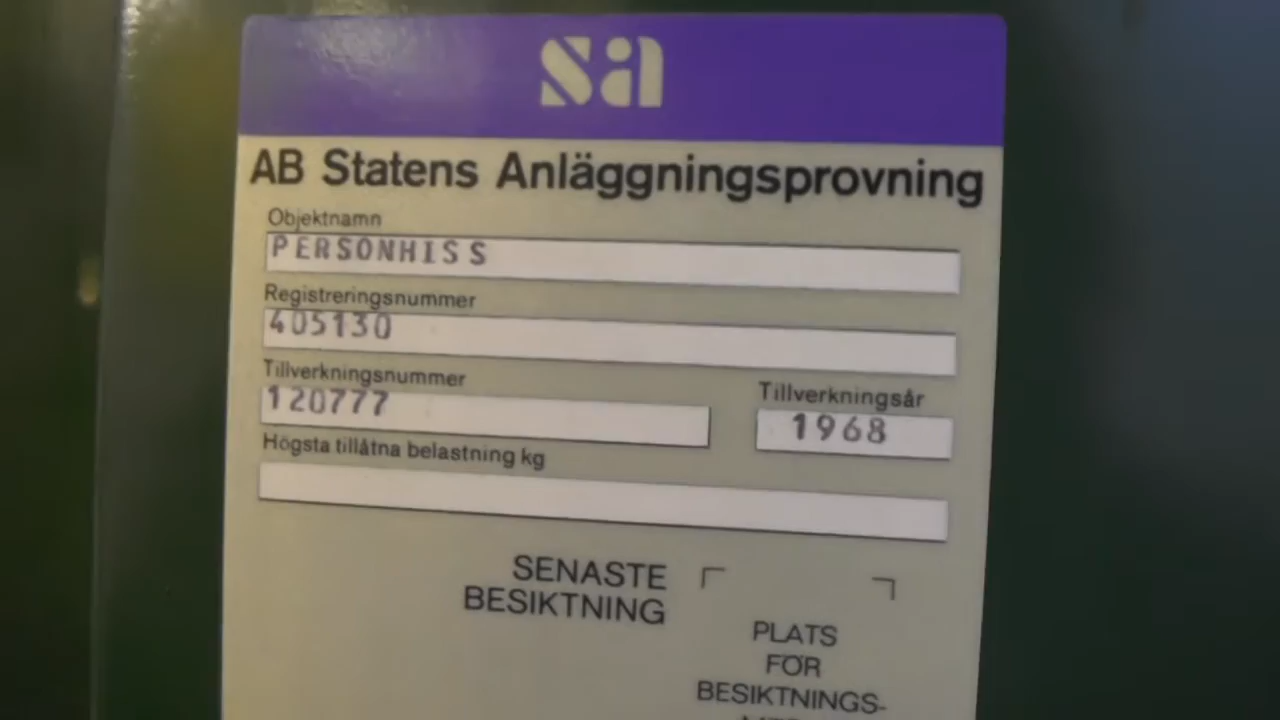 sa
AB Statens Anläggningsprovning
Objektnamn
PERSONHISS
Registreringsnummer
405130
Tillverkningsnummer
120777
Tillverkningsår
1968
Högsta tillåtna belastning kg
SENASTE
BESIKTNING
PLATS
FÖR
BESIKTNINGS-